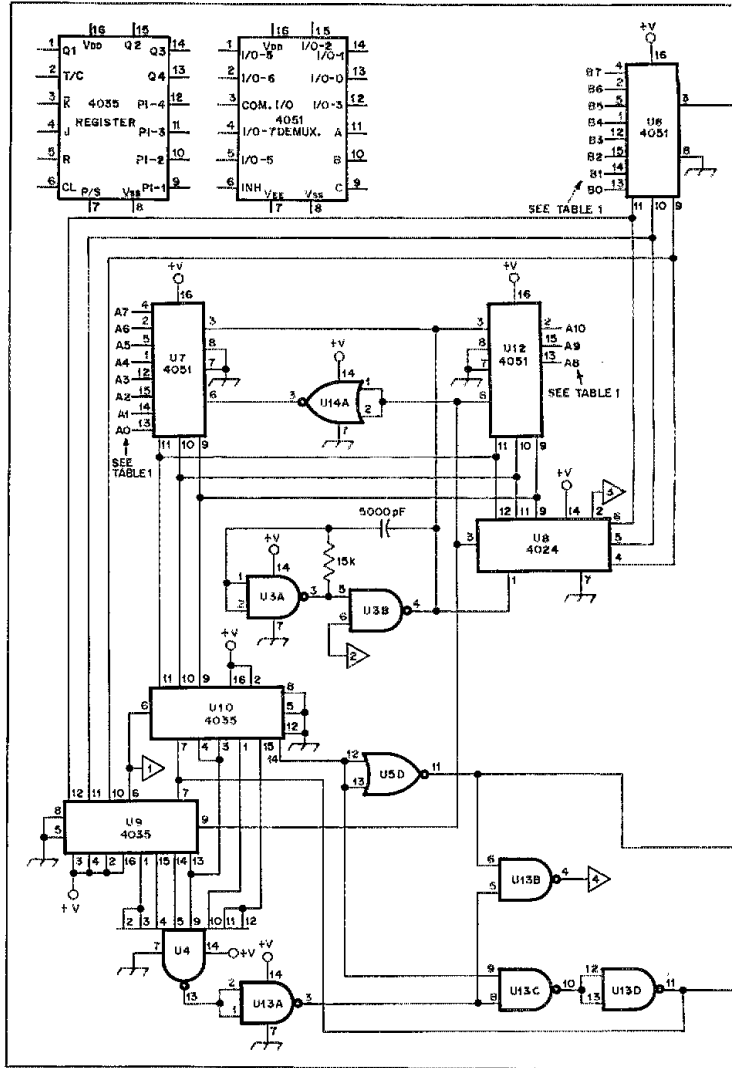 16 15
1 Q1 VDD Q2 Q3 14
2 T/C Q4 13
3 K 4035 PI-4 12
4 J REGISTER PI-3 11
5 R PI-2 10
6 CL P/S VSS PI-1 9
7 8
16 15
1 I/O-5 VDD I/O-2 I/O-1 14
2 I/O-6 I/O-0 13
3 COM. I/O I/O-3 12
4 I/O-7 4051 DEMUX. A 11
5 I/O-5 B 10
6 INH VEE VSS C 9
7 8
+V
16
B7 4
B6 2
B5 5
B4 1
B3 12
B2 15
B1 14
B0 13
U6
4051
3
8
11 10 9
SEE TABLE 1
+V
16
A7 4
A6 2
A5 5
A4 1
A3 12
A2 15
A1 14
A0 13
U7
4051
3
8
7
6
11 10 9
SEE
TABLE 1
+V
14
3 U14A 1
2
7
+V
16
3
8
7
6
U12
4051
2 A10
15 A9
13 A8
11 10 9
SEE TABLE 1
5000pF
15k
+V
14
1
2
U3A
3
7
5
6
U3B
4
2
+V
12 11 9 14 2
3
3
U8
4024
6
5
4
1 7
+V
11 10 9 16 2
6
U10
4035
8
5
12
7 4 3 1 15
14
1
12 11 10 6 7
8
5
U9
4035
9
3 4 2 16 1 15 14 13
+V
2 3 4 5 9 10 11 12
7 U4 14 +V
13
+V
14
2
1
U13A
3
7
12
13
U5D
11
6
5
U13B
4
4
9
8
U13C
10
12
13
U13D
11